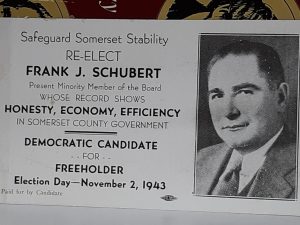 Safeguard Somerset Stability
RE-ELECT
FRANK J. SCHUBERT
Present Minority Member of the Board
WHOSE RECORD SHOWS
HONESTY, ECONOMY, EFFICIENCY
IN SOMERSET COUNTY GOVERNMENT
DEMOCRATIC CANDIDATE
- - FOR - -
FREEHOLDER
Election Day—November 2, 1943
Paid for by Candidate